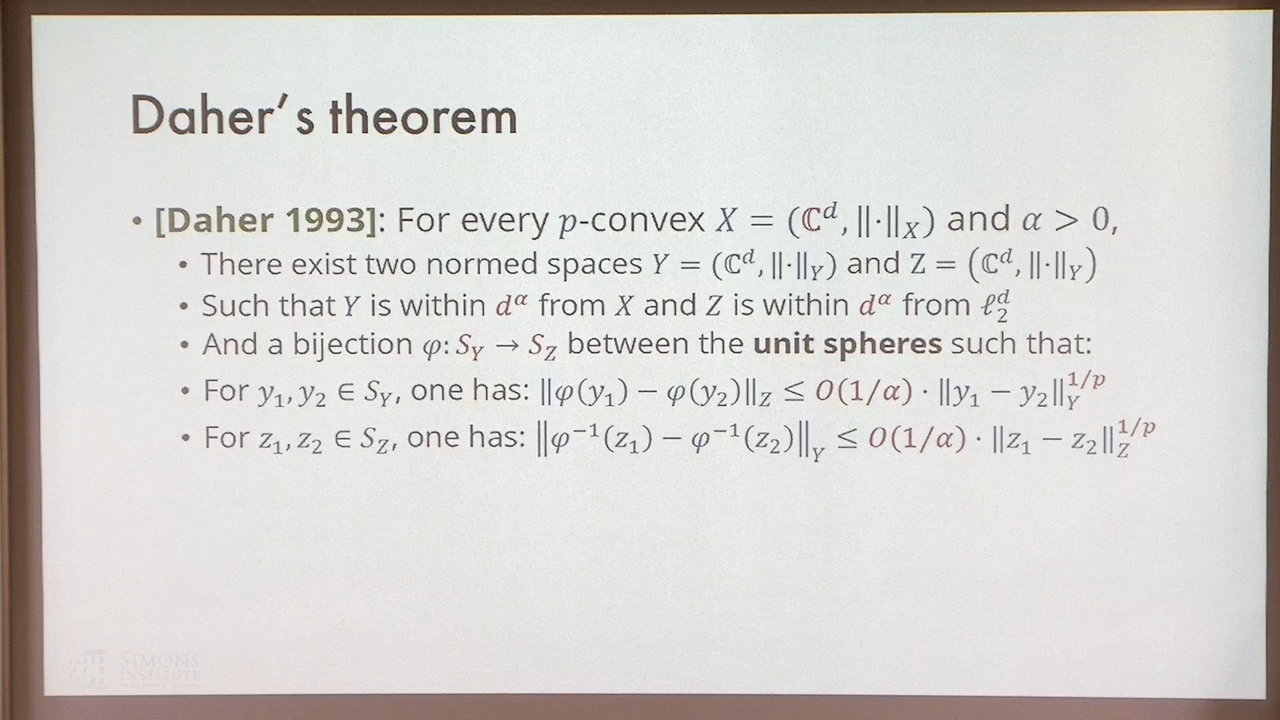 Daher's theorem
• [Daher 1993]: For every p-convex X = (ℂᵈ, ‖·‖_X) and α > 0,
• There exist two normed spaces Y = (ℂᵈ, ‖·‖_Y) and Z = (ℂᵈ, ‖·‖_Y)
• Such that Y is within d^α from X and Z is within d^α from ℓ₂ᵈ
• And a bijection φ: S_Y → S_Z between the unit spheres such that:
• For y₁, y₂ ∈ S_Y, one has: ‖φ(y₁) − φ(y₂)‖_Z ≤ O(1/α) · ‖y₁ − y₂‖_Y^{1/p}
• For z₁, z₂ ∈ S_Z, one has: ‖φ⁻¹(z₁) − φ⁻¹(z₂)‖_Y ≤ O(1/α) · ‖z₁ − z₂‖_Z^{1/p}
SIMONS
INSTITUTE